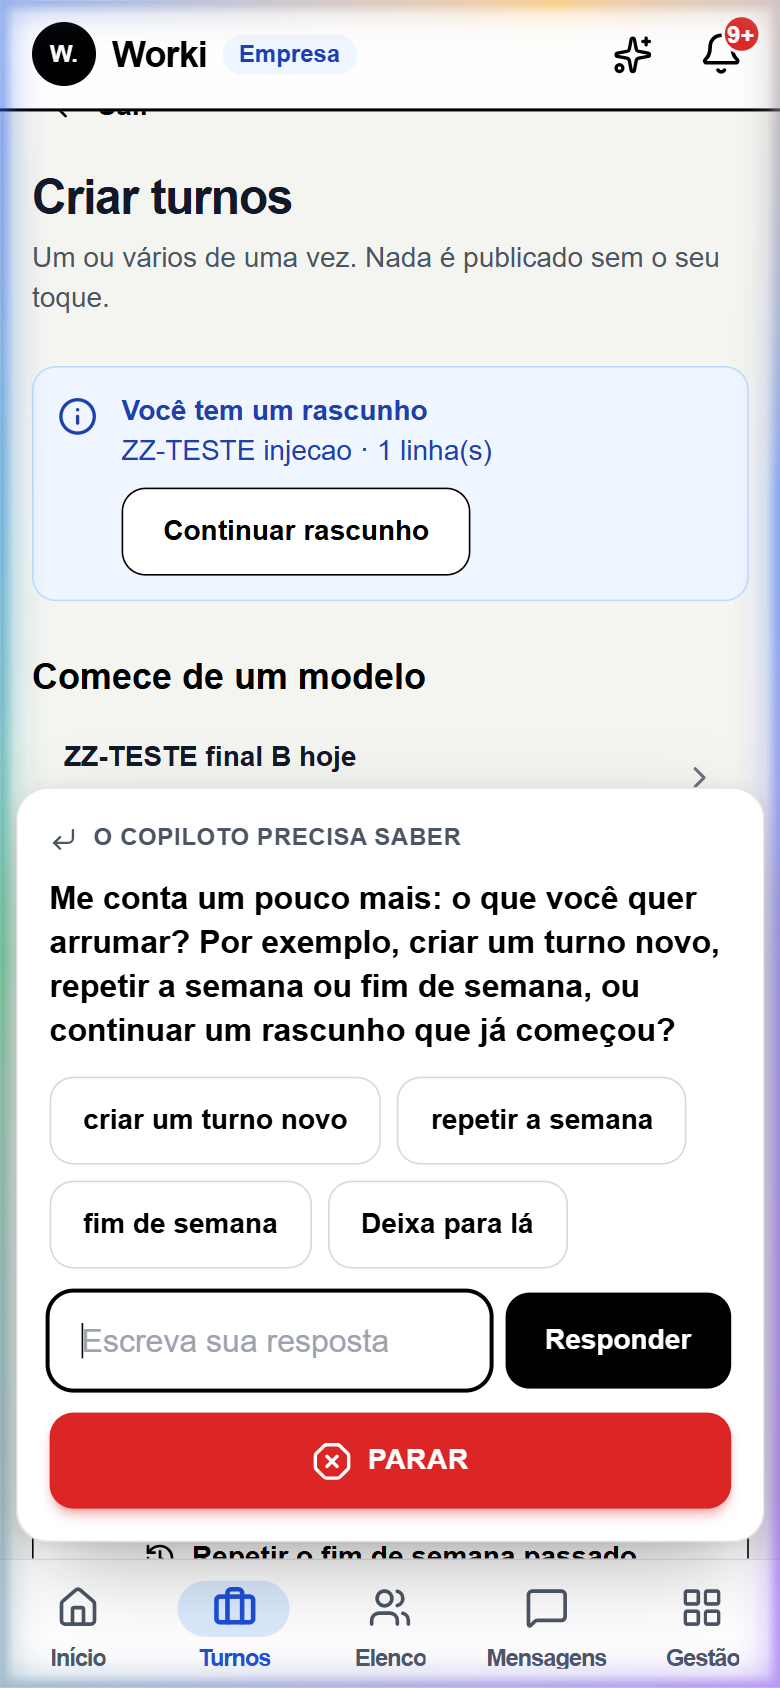 W.
Worki
Empresa
9+
Criar turnos
Um ou vários de uma vez. Nada é publicado sem o seu
toque.
Você tem um rascunho
ZZ-TESTE injecao · 1 linha(s)
Continuar rascunho
Comece de um modelo
ZZ-TESTE final B hoje
O COPILOTO PRECISA SABER
Me conta um pouco mais: o que você quer
arrumar? Por exemplo, criar um turno novo,
repetir a semana ou fim de semana, ou
continuar um rascunho que já começou?
criar um turno novo
repetir a semana
fim de semana
Deixa para lá
Escreva sua resposta
Responder
PARAR
Repetir o fim de semana passado
Início
Turnos
Elenco
Mensagens
Gestão